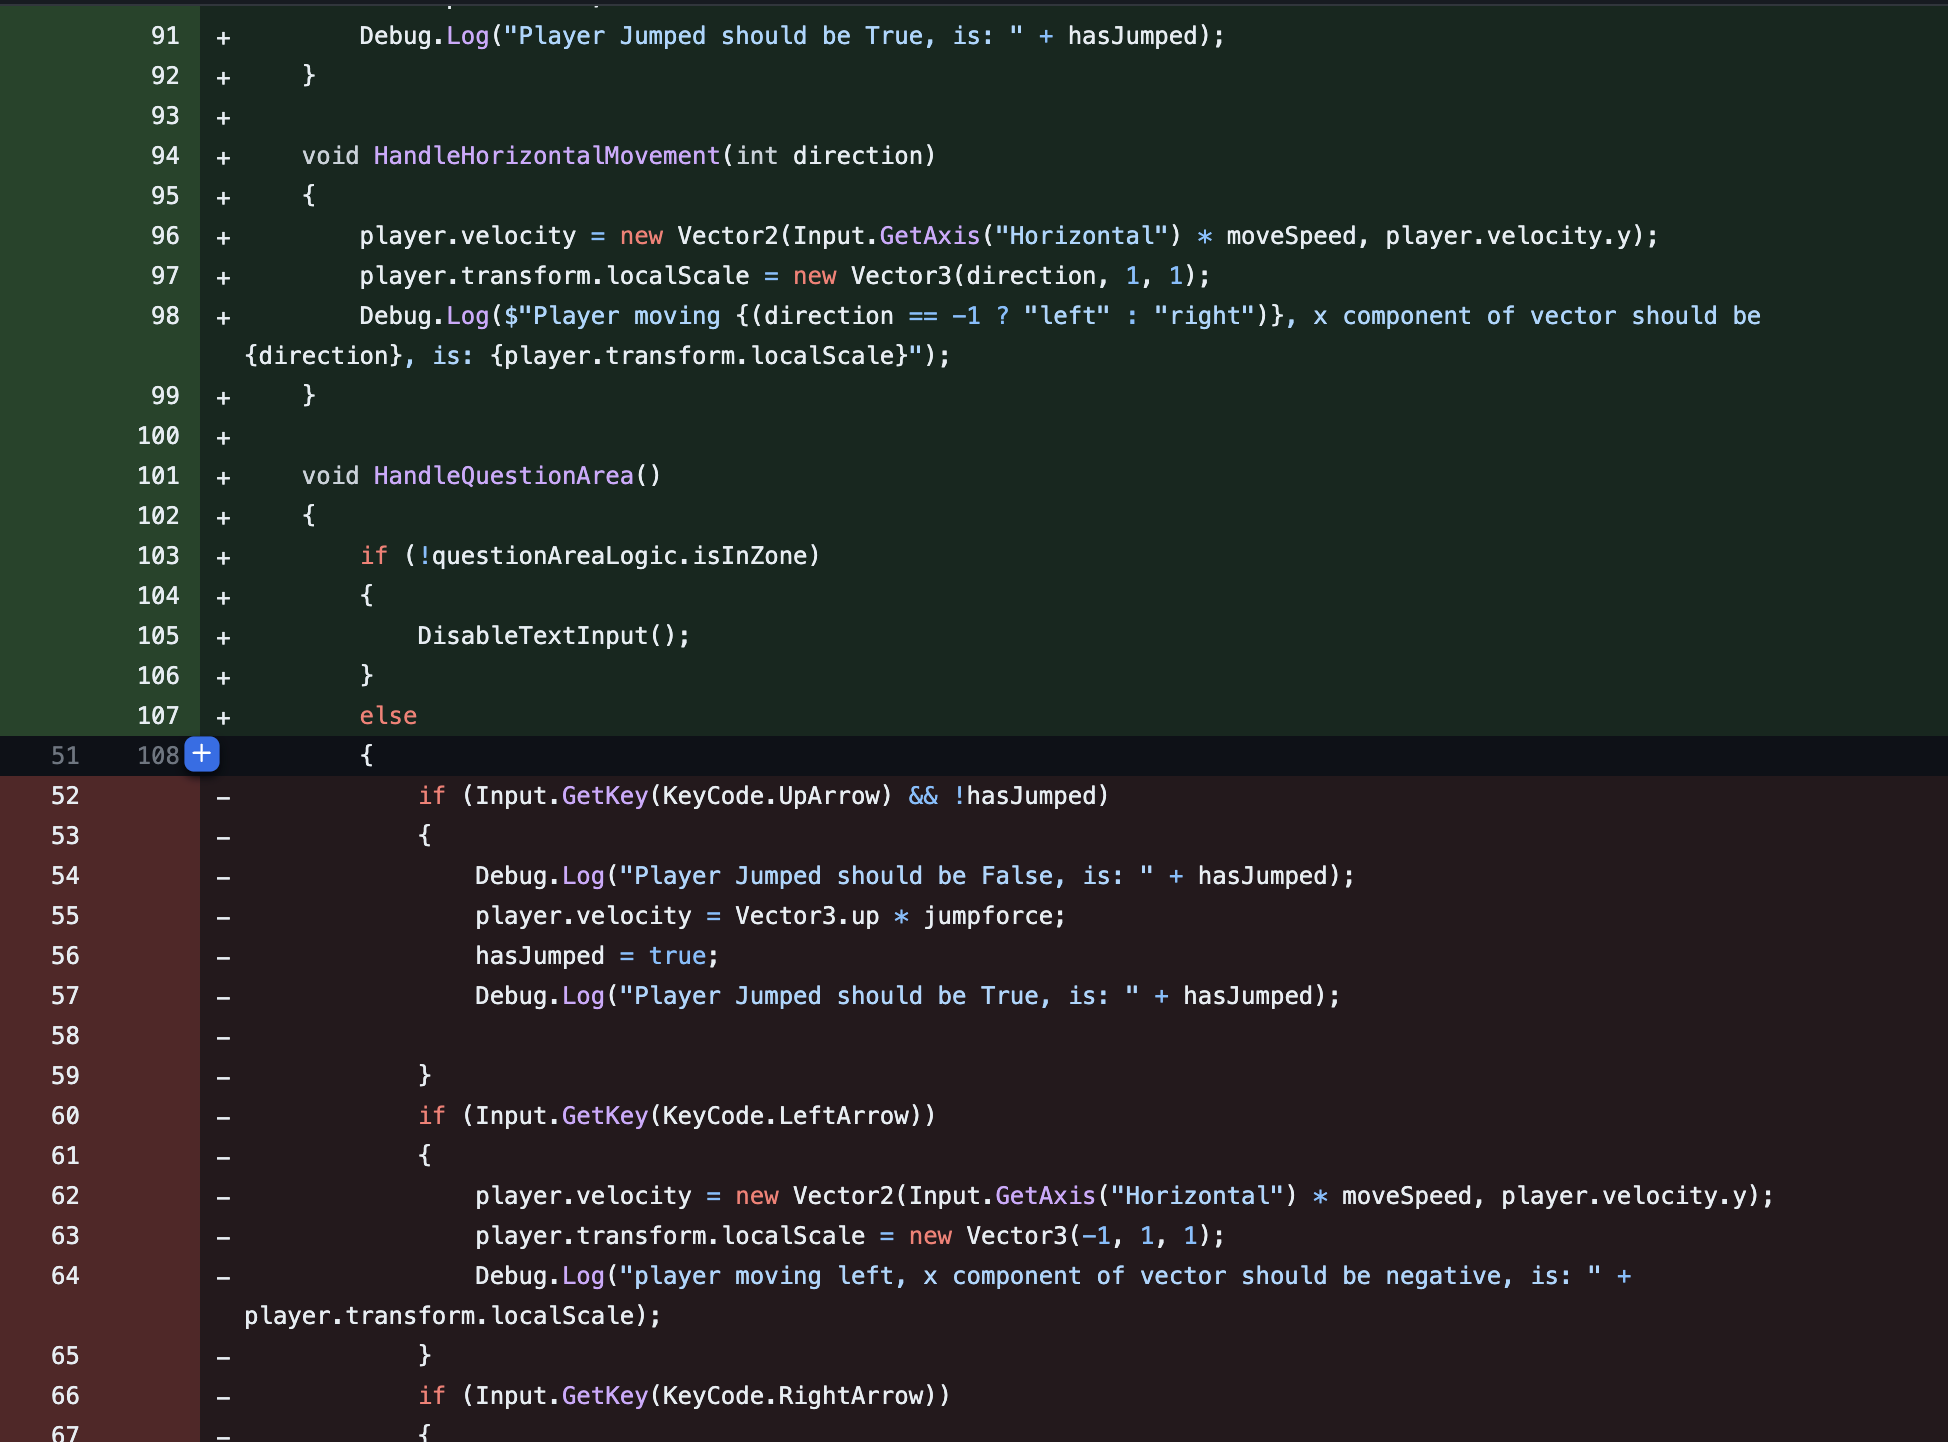 91 + Debug.Log("Player Jumped should be True, is: " + hasJumped);
92 + }
93 +
94 + void HandleHorizontalMovement(int direction)
95 + {
96 + player.velocity = new Vector2(Input.GetAxis("Horizontal") * moveSpeed, player.velocity.y);
97 + player.transform.localScale = new Vector3(direction, 1, 1);
98 + Debug.Log($"Player moving {(direction == -1 ? "left" : "right")}, x component of vector should be
{direction}, is: {player.transform.localScale}");
99 + }
100 +
101 + void HandleQuestionArea()
102 + {
103 + if (!questionAreaLogic.isInZone)
104 + {
105 + DisableTextInput();
106 + }
107 + else
51 108 + {
52 - if (Input.GetKey(KeyCode.UpArrow) && !hasJumped)
53 - {
54 - Debug.Log("Player Jumped should be False, is: " + hasJumped);
55 - player.velocity = Vector3.up * jumpforce;
56 - hasJumped = true;
57 - Debug.Log("Player Jumped should be True, is: " + hasJumped);
58 -
59 - }
60 - if (Input.GetKey(KeyCode.LeftArrow))
61 - {
62 - player.velocity = new Vector2(Input.GetAxis("Horizontal") * moveSpeed, player.velocity.y);
63 - player.transform.localScale = new Vector3(-1, 1, 1);
64 - Debug.Log("player moving left, x component of vector should be negative, is: " +
player.transform.localScale);
65 - }
66 - if (Input.GetKey(KeyCode.RightArrow))
67 - {